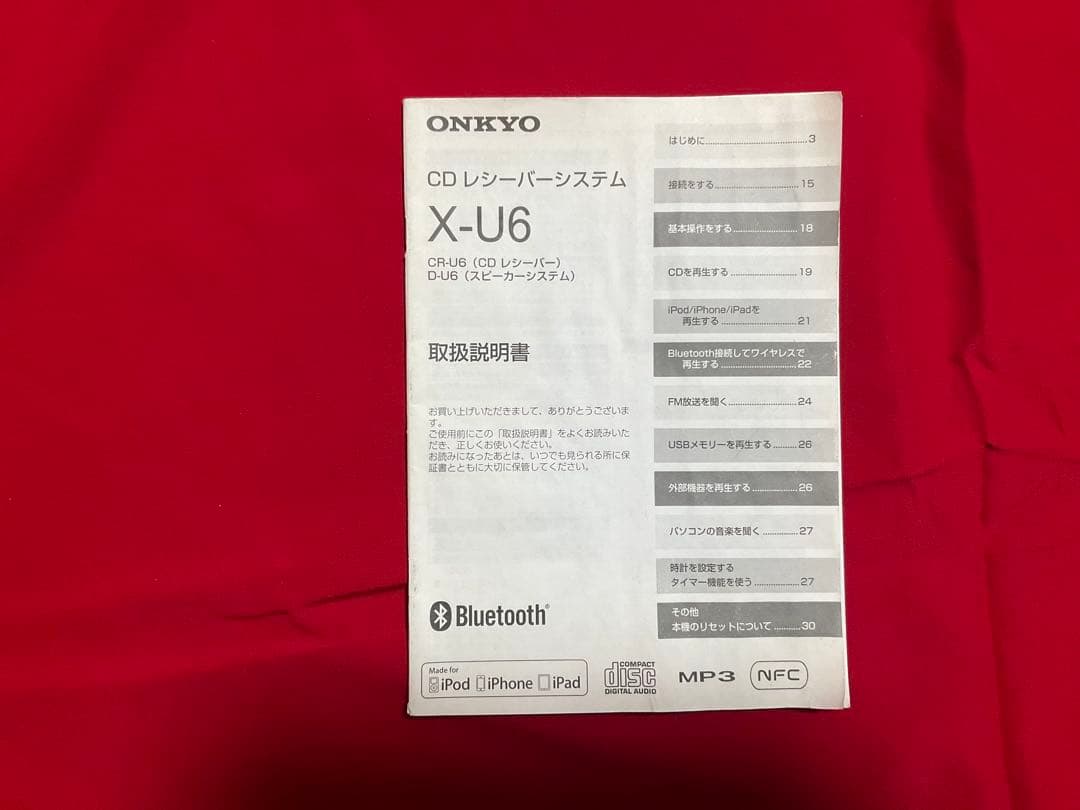 ONKYO
CD レシーバーシステム
X-U6
CR-U6（CD レシーバー）
D-U6（スピーカーシステム）
取扱説明書
お買い上げいただきまして、ありがとうございま
す。
ご使用前にこの「取扱説明書」をよくお読みいた
だき、正しくお使いください。
お読みになったあとは、いつでも見られる所に保
証書とともに大切に保管してください。
はじめに......................................3
接続をする................................15
基本操作をする.........................18
CDを再生する .........................19
iPod/iPhone/iPadを
再生する ............................21
Bluetooth接続してワイヤレスで
再生する ............................22
FM放送を聞く..........................24
USBメモリーを再生する .........26
外部機器を再生する .................26
パソコンの音楽を聞く ..............27
時計を設定する
タイマー機能を使う ..................27
その他
本機のリセットについて ...........30
Bluetooth®
Made for
iPod iPhone iPad
COMPACT
disc
DIGITAL AUDIO
MP3
NFC